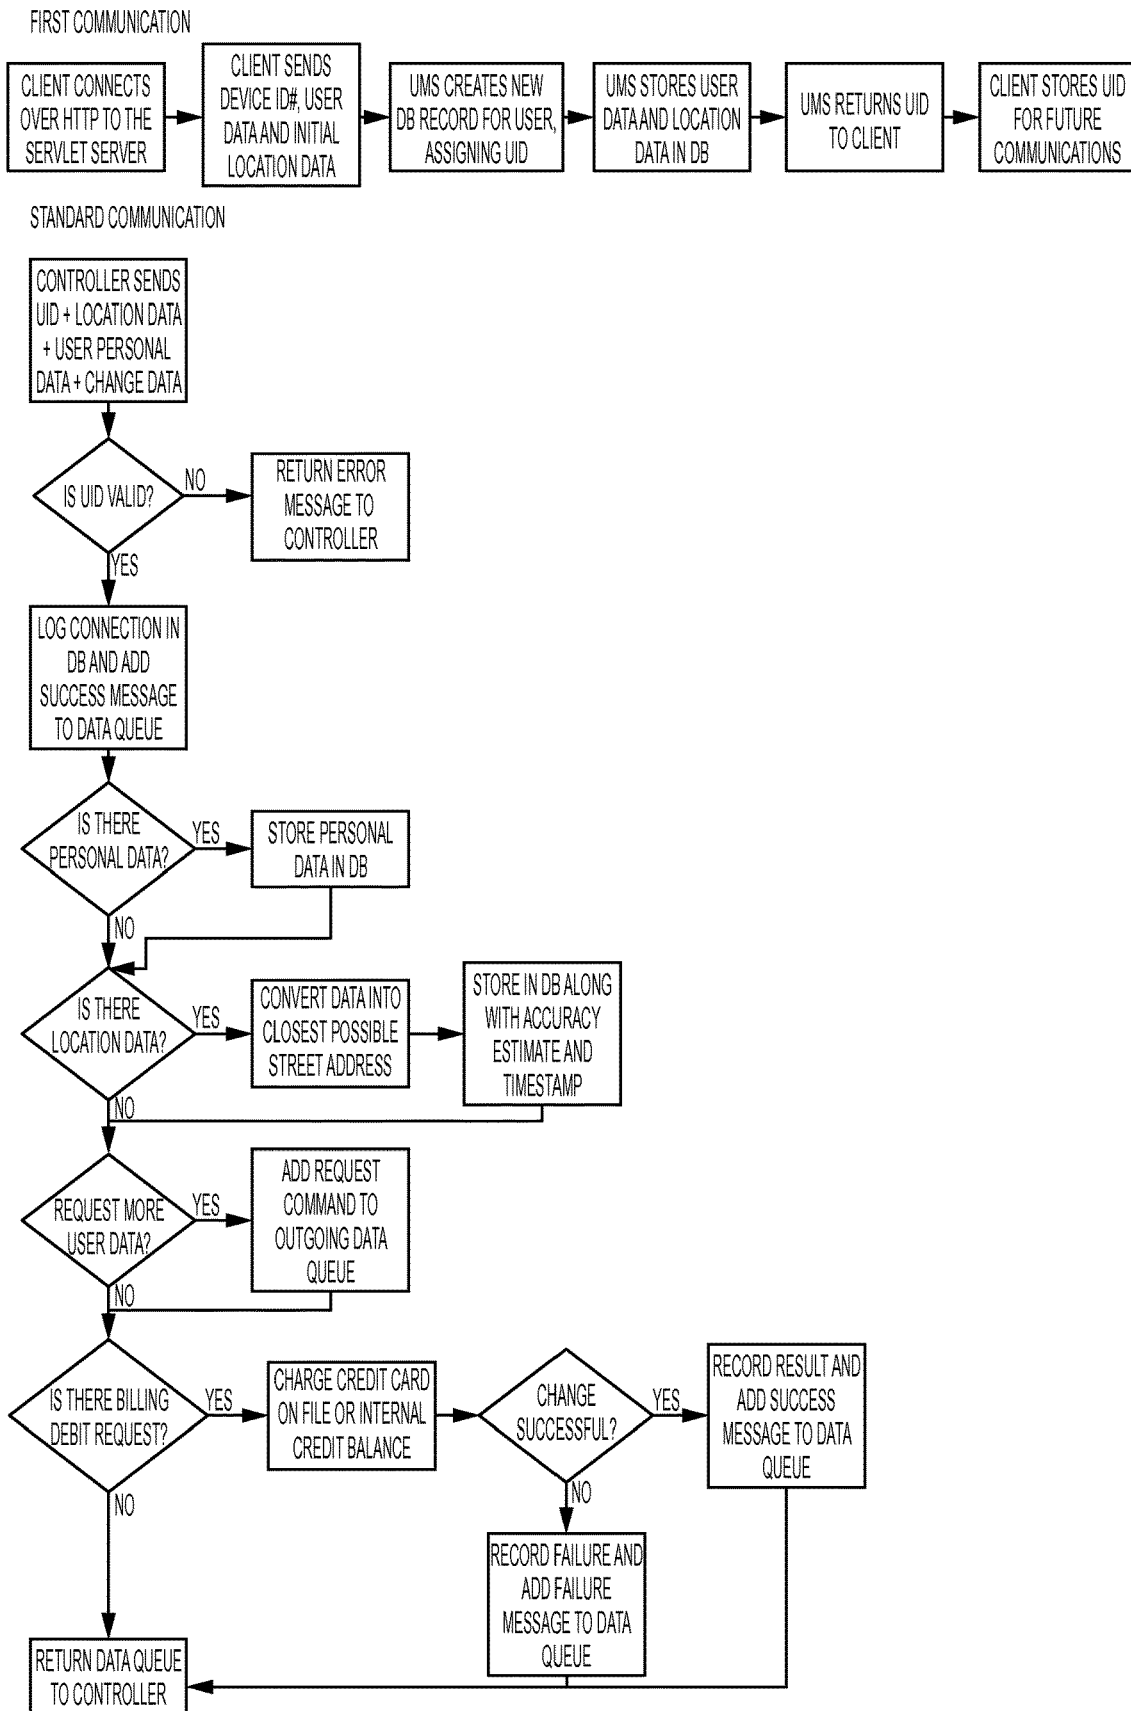 FIRST COMMUNICATION
CLIENT CONNECTS
OVER HTTP TO THE
SERVLET SERVER
CLIENT SENDS
DEVICE ID#, USER
DATA AND INITIAL
LOCATION DATA
UMS CREATES NEW
DB RECORD FOR USER,
ASSIGNING UID
UMS STORES USER
DATA AND LOCATION
DATA IN DB
UMS RETURNS UID
TO CLIENT
CLIENT STORES UID
FOR FUTURE
COMMUNICATIONS
STANDARD COMMUNICATION
CONTROLLER SENDS
UID + LOCATION DATA
+ USER PERSONAL
DATA + CHANGE DATA
IS UID VALID?
NO
RETURN ERROR
MESSAGE TO
CONTROLLER
YES
LOG CONNECTION IN
DB AND ADD
SUCCESS MESSAGE
TO DATA QUEUE
IS THERE
PERSONAL DATA?
YES
STORE PERSONAL
DATA IN DB
NO
IS THERE
LOCATION DATA?
YES
CONVERT DATA INTO
CLOSEST POSSIBLE
STREET ADDRESS
STORE IN DB ALONG
WITH ACCURACY
ESTIMATE AND
TIMESTAMP
NO
REQUEST MORE
USER DATA?
YES
ADD REQUEST
COMMAND TO
OUTGOING DATA
QUEUE
NO
IS THERE BILLING
DEBIT REQUEST?
YES
CHARGE CREDIT CARD
ON FILE OR INTERNAL
CREDIT BALANCE
CHANGE
SUCCESSFUL?
YES
RECORD RESULT AND
ADD SUCCESS
MESSAGE TO DATA
QUEUE
NO
NO
RECORD FAILURE AND
ADD FAILURE
MESSAGE TO DATA
QUEUE
RETURN DATA QUEUE
TO CONTROLLER